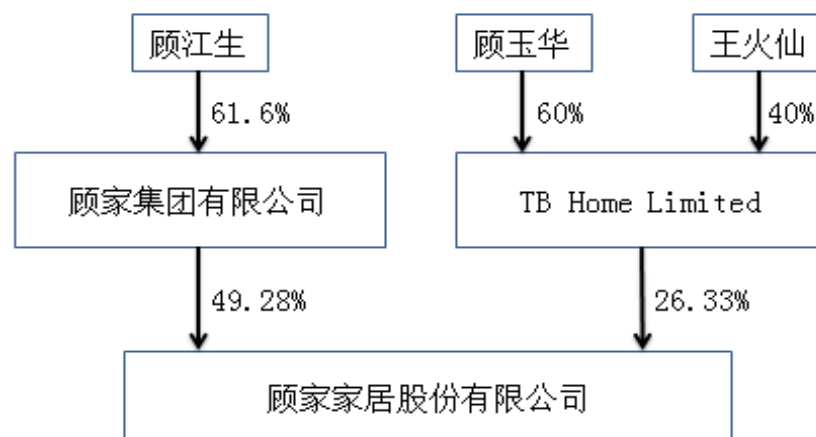 顾江生
顾玉华
王火仙
61.6%
60%
40%
顾家集团有限公司
TB Home Limited
49.28%
26.33%
顾家家居股份有限公司